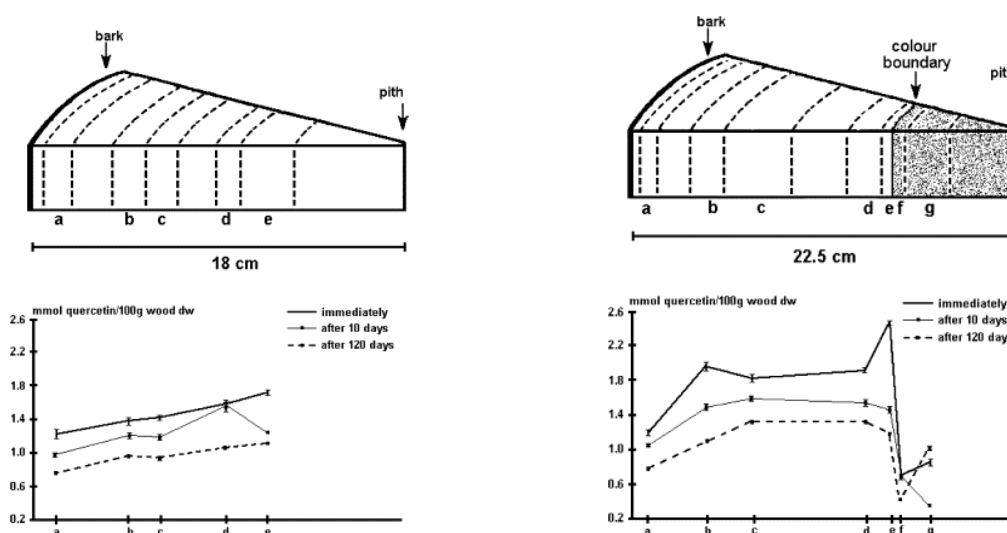 bark
pith
a b c d e
18 cm
mmol quercetin/100g wood dw
immediately
after 10 days
after 120 days
2.6
2.2
1.8
1.4
1.0
0.6
0.2
a b c d e
bark
colour
boundary
pit
a b c d e f g
22.5 cm
mmol quercetin/100g wood dw
immediately
after 10 days
after 120 day
2.6
2.2
1.8
1.4
1.0
0.6
0.2
a b c d e f g